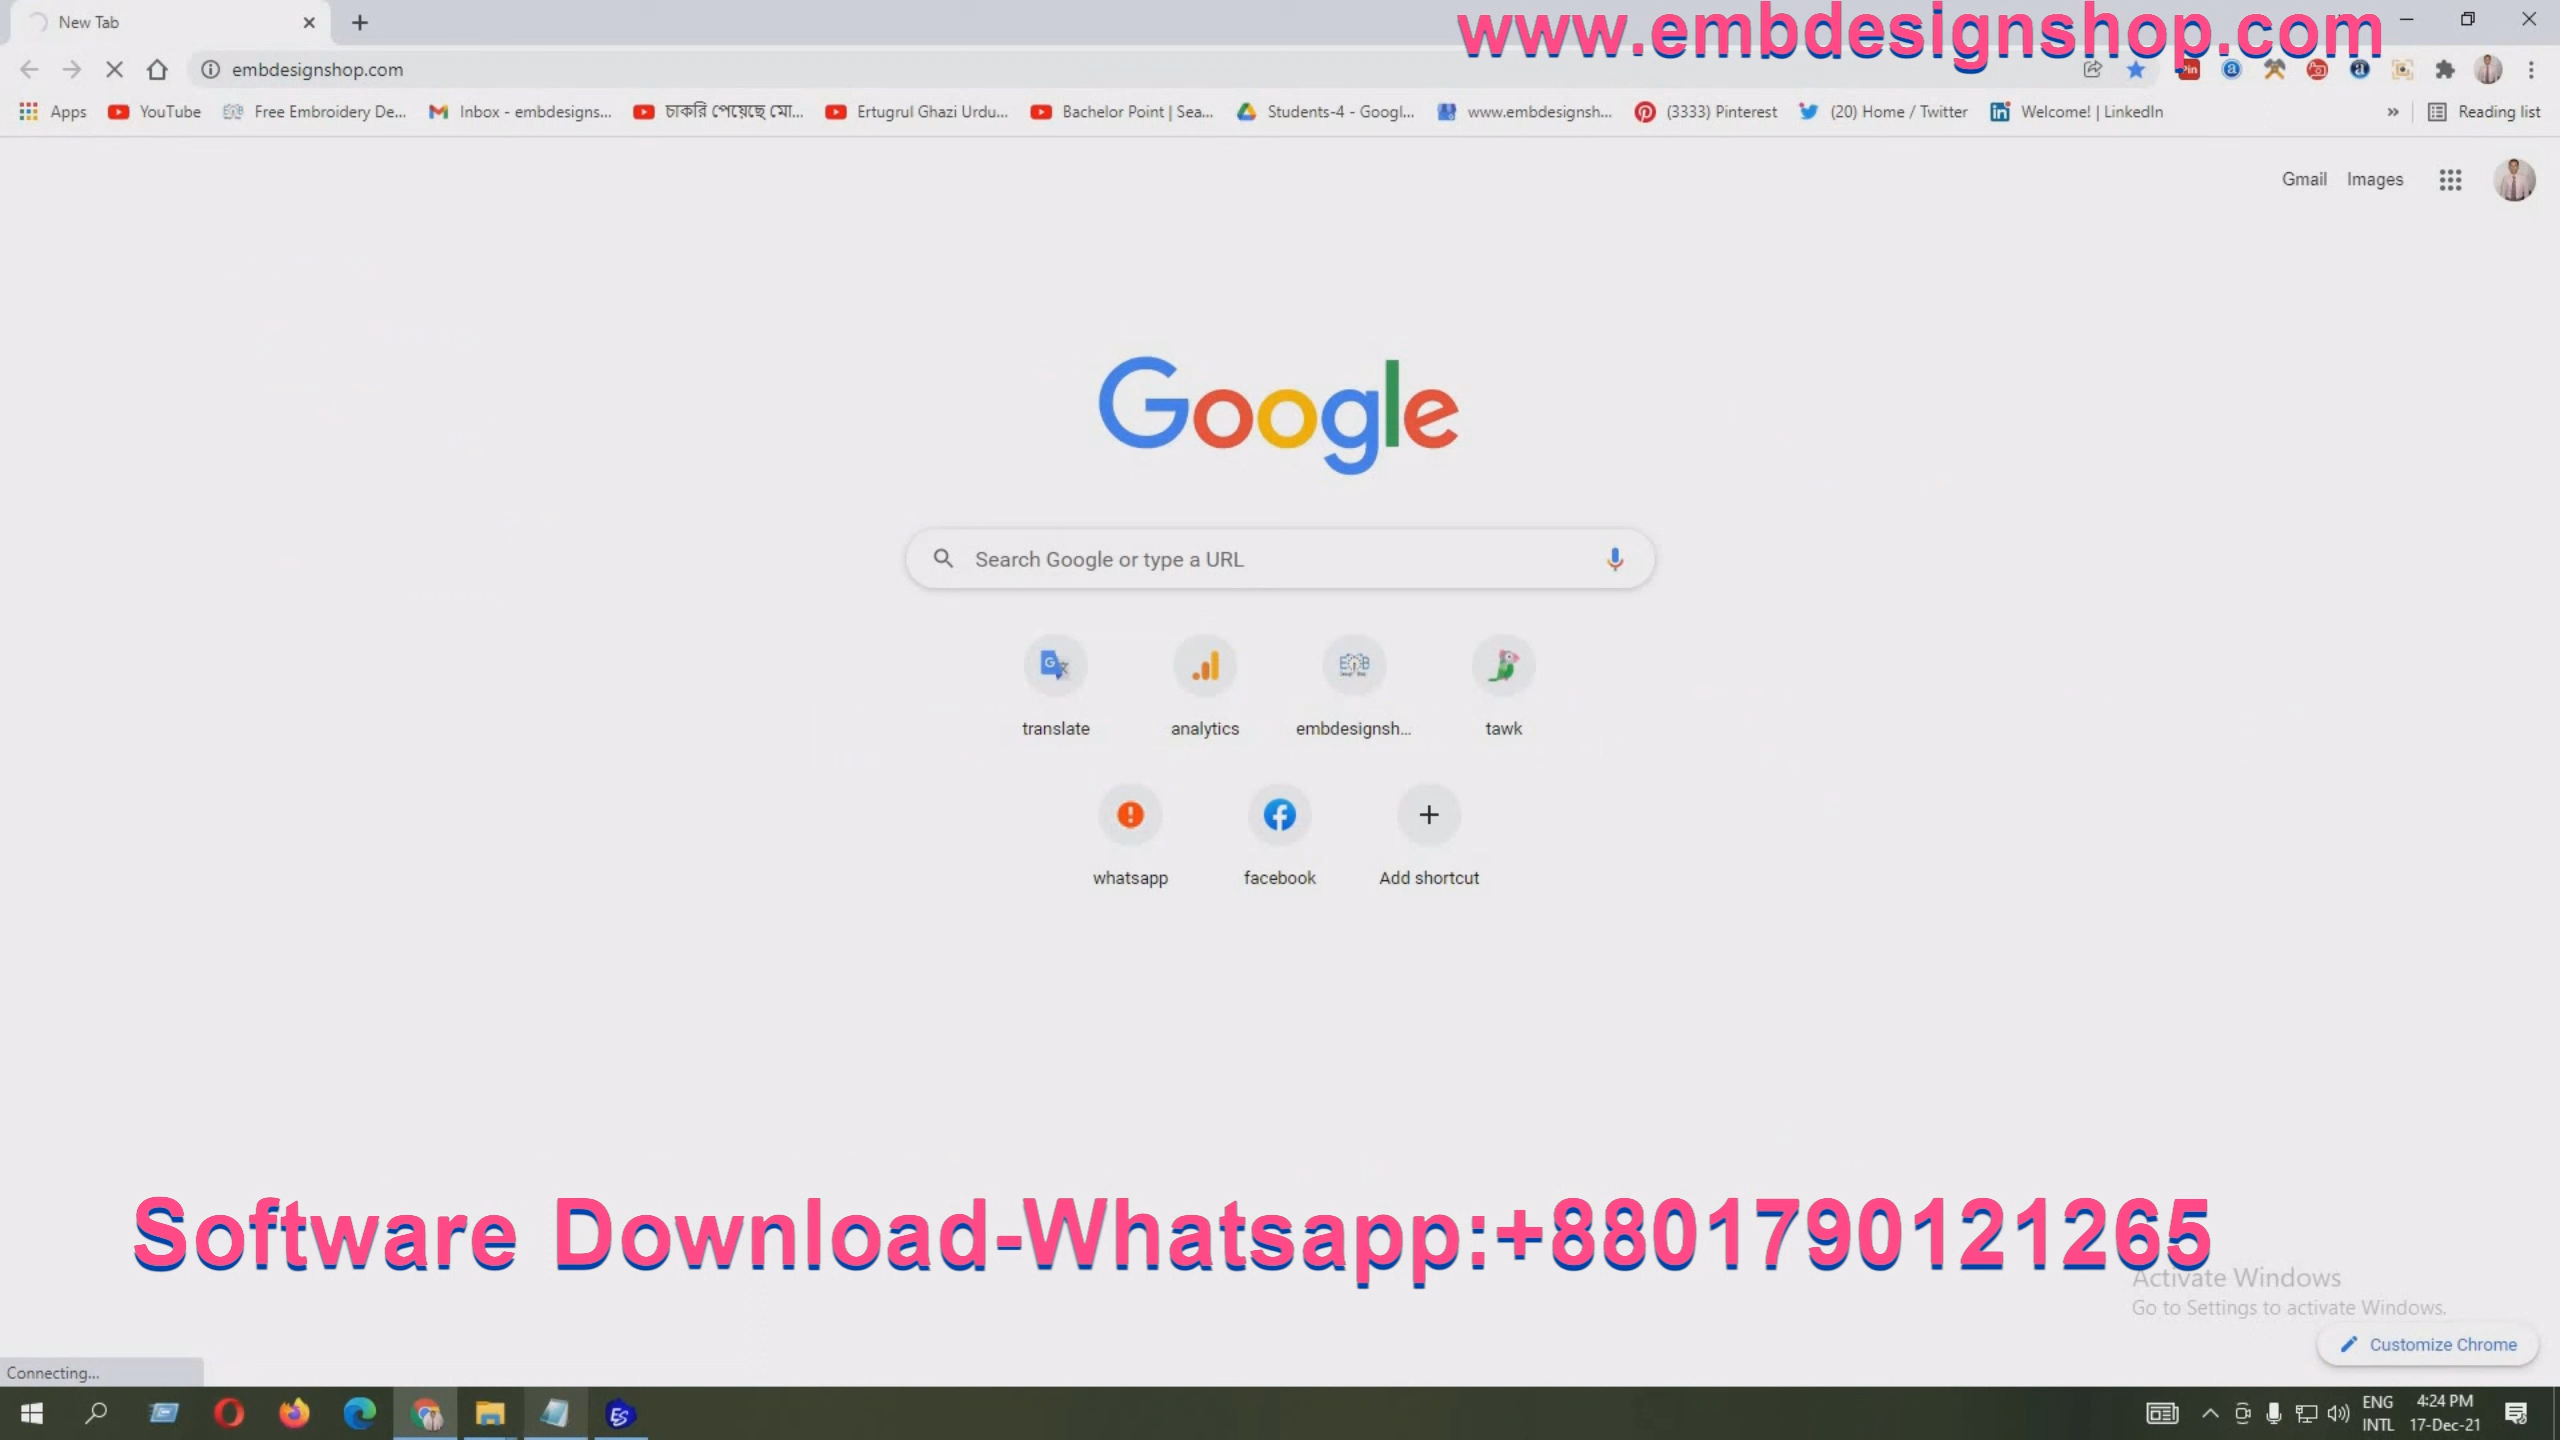 New Tab
www.embdesignshop.com
embdesignshop.com
Apps YouTube Free Embroidery De... Inbox - embdesigns... চাকরি পেয়েছে মো... Ertugrul Ghazi Urdu... Bachelor Point | Sea... Students-4 - Googl... www.embdesignsh... (3333) Pinterest (20) Home / Twitter Welcome! | LinkedIn » Reading list
Gmail Images
Google
Search Google or type a URL
translate analytics embdesignsh... tawk
whatsapp facebook Add shortcut
Software Download-Whatsapp:+8801790121265
Activate Windows
Go to Settings to activate Windows.
Customize Chrome
Connecting...
ENG 4:24 PM
INTL 17-Dec-21